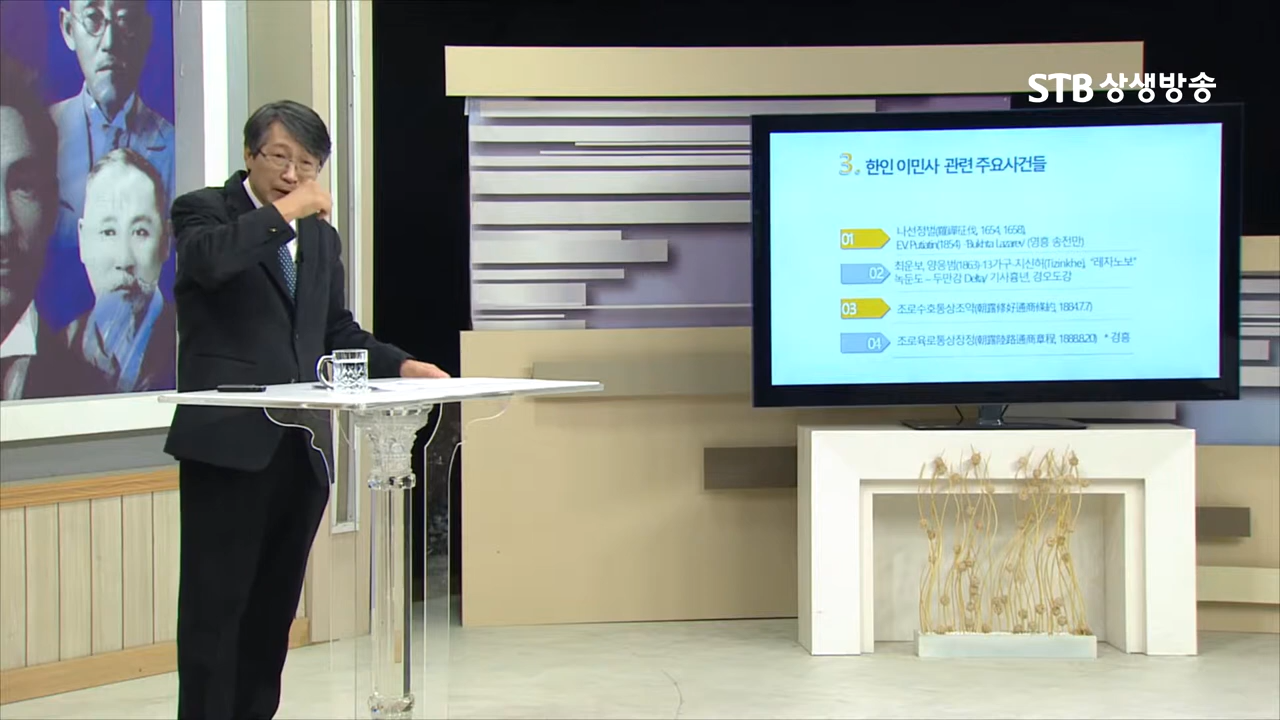 STB 상생방송
3. 한인 이민사 관련 주요사건들
01 나선정벌(羅禪征伐, 1654, 1658),
E.V. Putiatin(1854) Bukhta Lazarev (영흥 송전만)
02 최운보, 양응범(1863)-13가구-지신허(Tizinkhe), "레자노보"
녹둔도 – 두만강 Delta/ 기사흉년, 경오도강
03 조로수호통상조약(朝露修好通商條約, 1884.7.7)
04 조로육로통상장정(朝露陸路通商章程, 1888.8.20) * 경흥